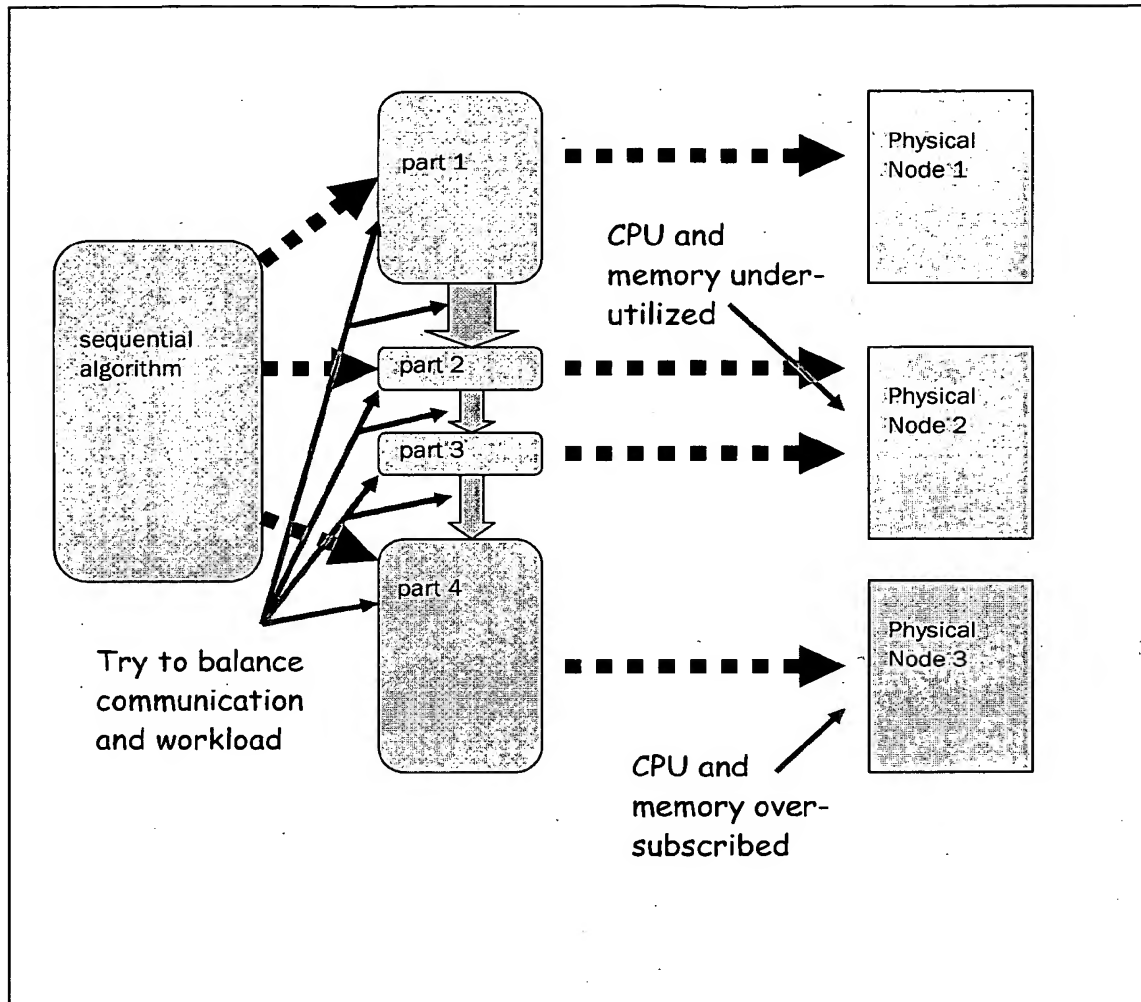 sequential
algorithm
part 1
part 2
part 3
part 4
Try to balance
communication
and workload
CPU and
memory under-
utilized
CPU and
memory over-
subscribed
Physical
Node 1
Physical
Node 2
Physical
Node 3